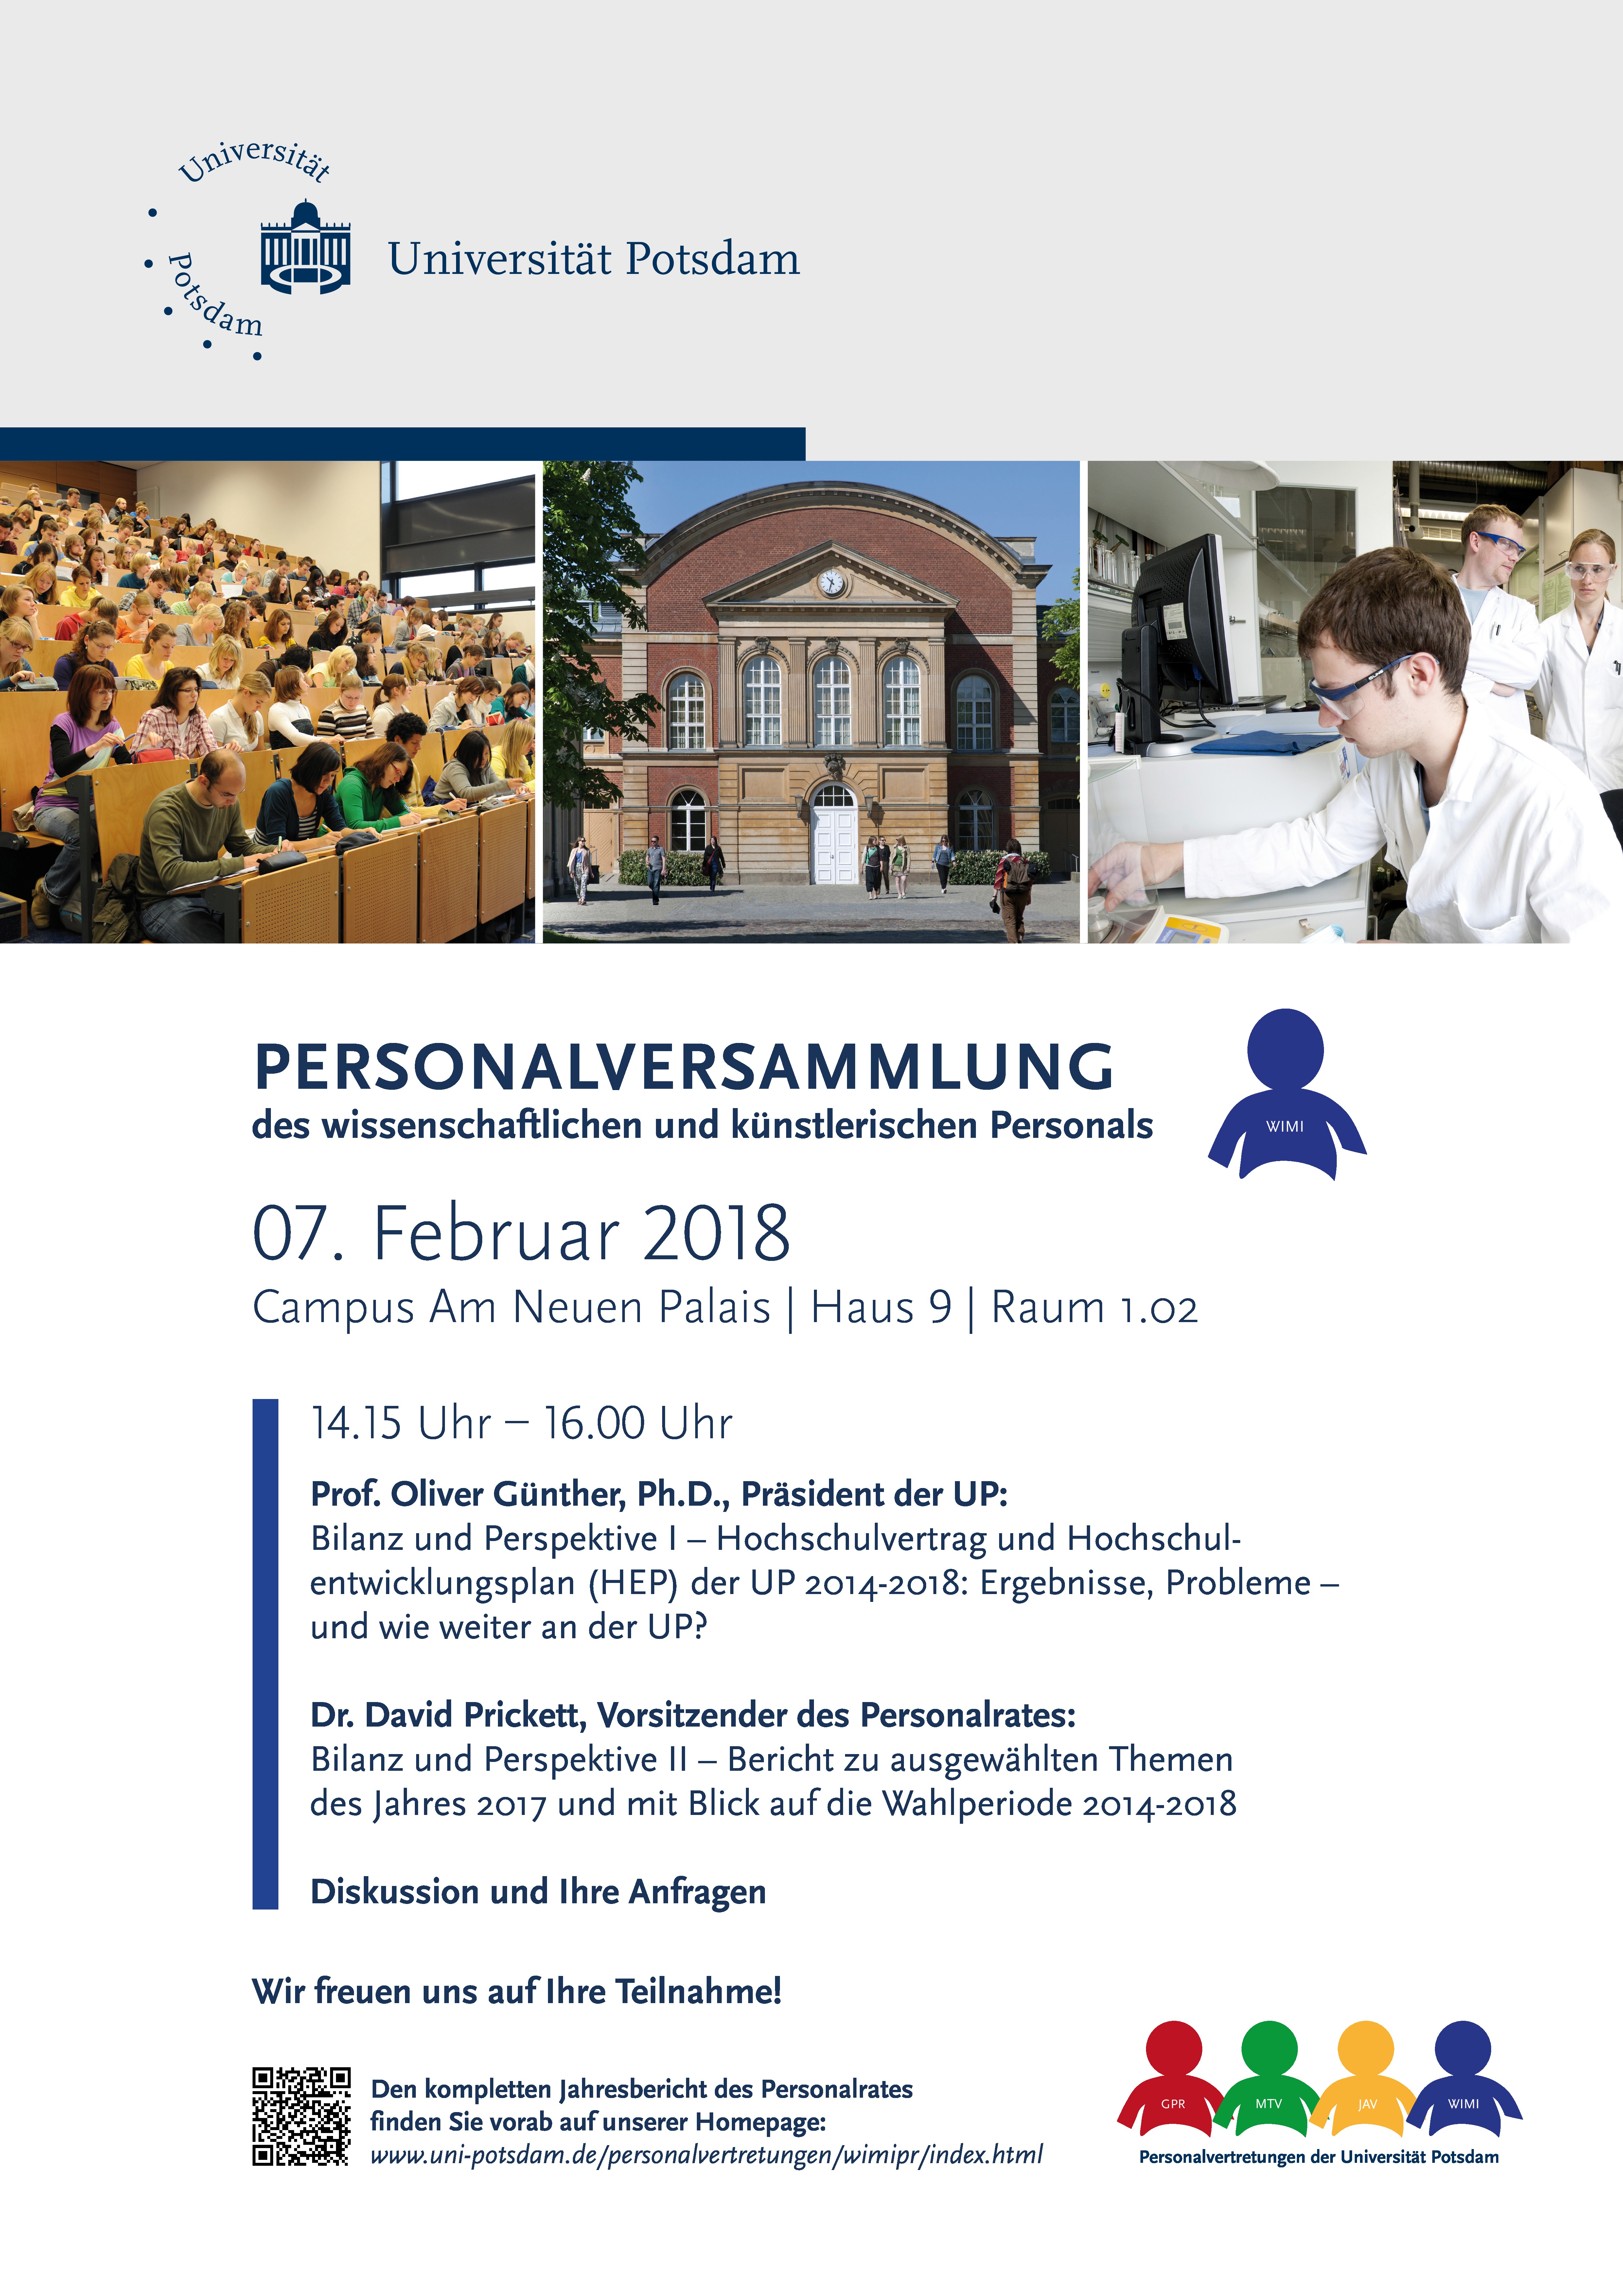 Universität
Potsdam
Universität Potsdam
PERSONALVERSAMMLUNG
des wissenschaftlichen und künstlerischen Personals
WIMI
07. Februar 2018
Campus Am Neuen Palais | Haus 9 | Raum 1.02
14.15 Uhr – 16.00 Uhr
Prof. Oliver Günther, Ph.D., Präsident der UP:
Bilanz und Perspektive I – Hochschulvertrag und Hochschul-
entwicklungsplan (HEP) der UP 2014-2018: Ergebnisse, Probleme –
und wie weiter an der UP?
Dr. David Prickett, Vorsitzender des Personalrates:
Bilanz und Perspektive II – Bericht zu ausgewählten Themen
des Jahres 2017 und mit Blick auf die Wahlperiode 2014-2018
Diskussion und Ihre Anfragen
Wir freuen uns auf Ihre Teilnahme!
Den kompletten Jahresbericht des Personalrates
finden Sie vorab auf unserer Homepage:
www.uni-potsdam.de/personalvertretungen/wimipr/index.html
GPR MTV JAV WIMI
Personalvertretungen der Universität Potsdam